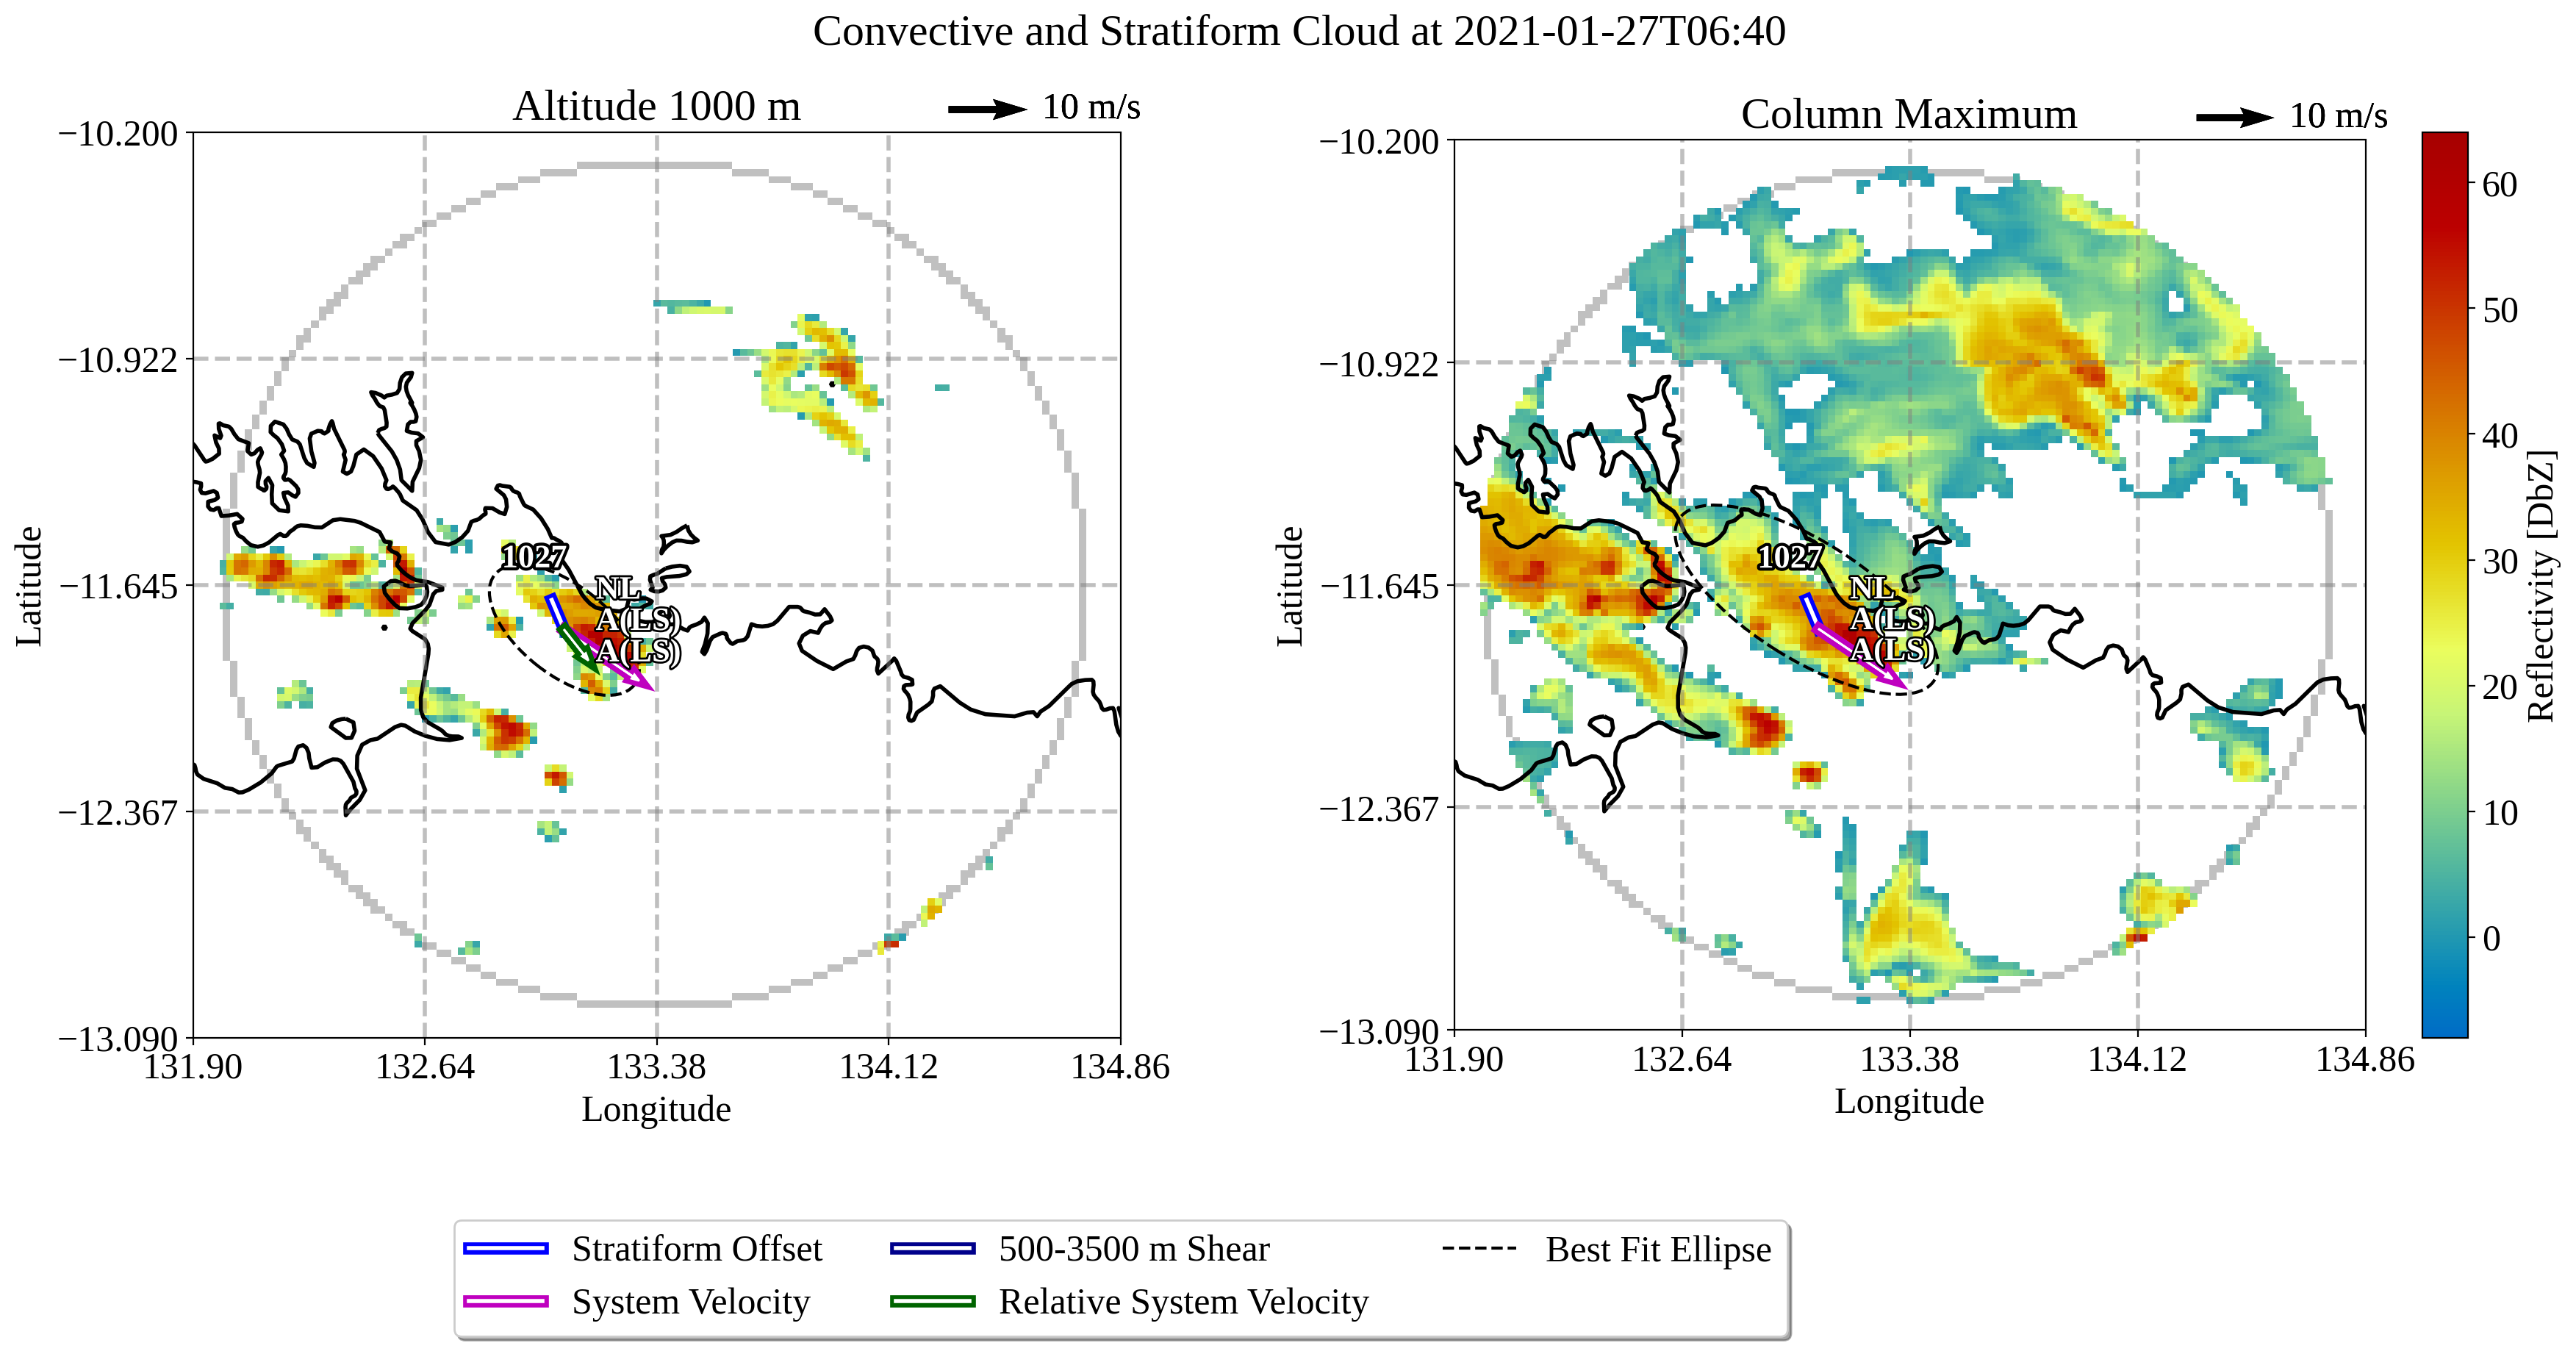 Convective and Stratiform Cloud at 2021-01-27T06:40
Altitude 1000 m
10 m/s
−10.200
−10.922
−11.645
−12.367
−13.090
Latitude
1027
NL
A(LS)
A(LS)
131.90
132.64
133.38
134.12
134.86
Longitude
Column Maximum
10 m/s
−10.200
−10.922
−11.645
−12.367
−13.090
Latitude
1027
NL
A(LS)
A(LS)
131.90
132.64
133.38
134.12
134.86
Longitude
60
50
40
30
20
10
0
Reflectivity [DbZ]
Stratiform Offset
System Velocity
500-3500 m Shear
Relative System Velocity
Best Fit Ellipse